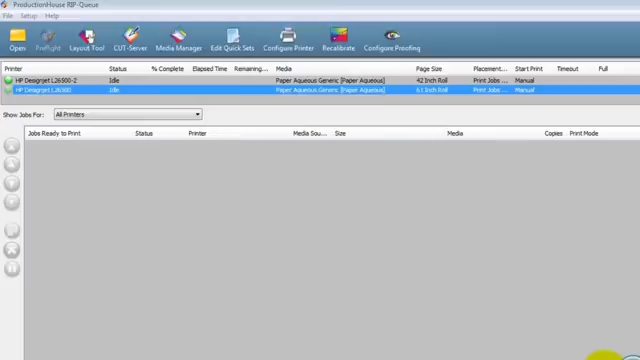 ProductionHouse RIP-Queue
File Setup Help
Open Preflight Layout Tool CUT-Server Media Manager Edit Quick Sets Configure Printer Recalibrate Configure Proofing
Printer Status % Complete Elapsed Time Remaining... Media Page Size Placement... Start Print Timeout Full
HP Designjet L26500-2 Idle Paper Aqueous Generic [Paper Aqueous] 42 Inch Roll Print Jobs ... Manual
HP Designjet L26500 Idle Paper Aqueous Generic [Paper Aqueous] 61 Inch Roll Print Jobs ... Manual
Show Jobs For: All Printers
Jobs Ready to Print Status Printer Media Sou... Size Media Copies Print Mode